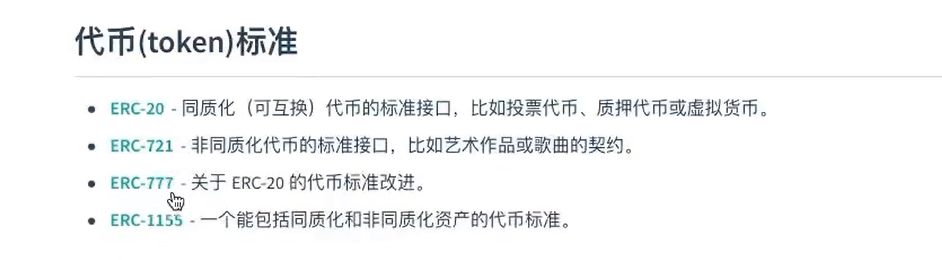 代币(token)标准
ERC-20 - 同质化（可互换）代币的标准接口，比如投票代币、质押代币或虚拟货币。
ERC-721 - 非同质化代币的标准接口，比如艺术作品或歌曲的契约。
ERC-777 - 关于 ERC-20 的代币标准改进。
ERC-1155 - 一个能包括同质化和非同质化资产的代币标准。